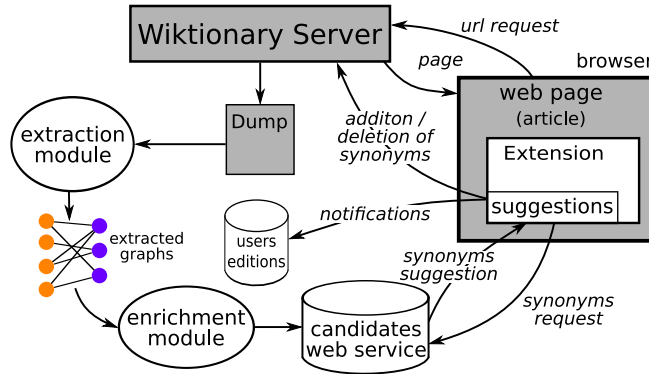 Wiktionary Server
url request
page
browser
web page
(article)
Dump
additon /
deletion of
synonyms
extraction
module
Extension
suggestions
notifications
extracted
graphs
users
editions
synonyms
suggestion
synonyms
request
enrichment
module
candidates
web service